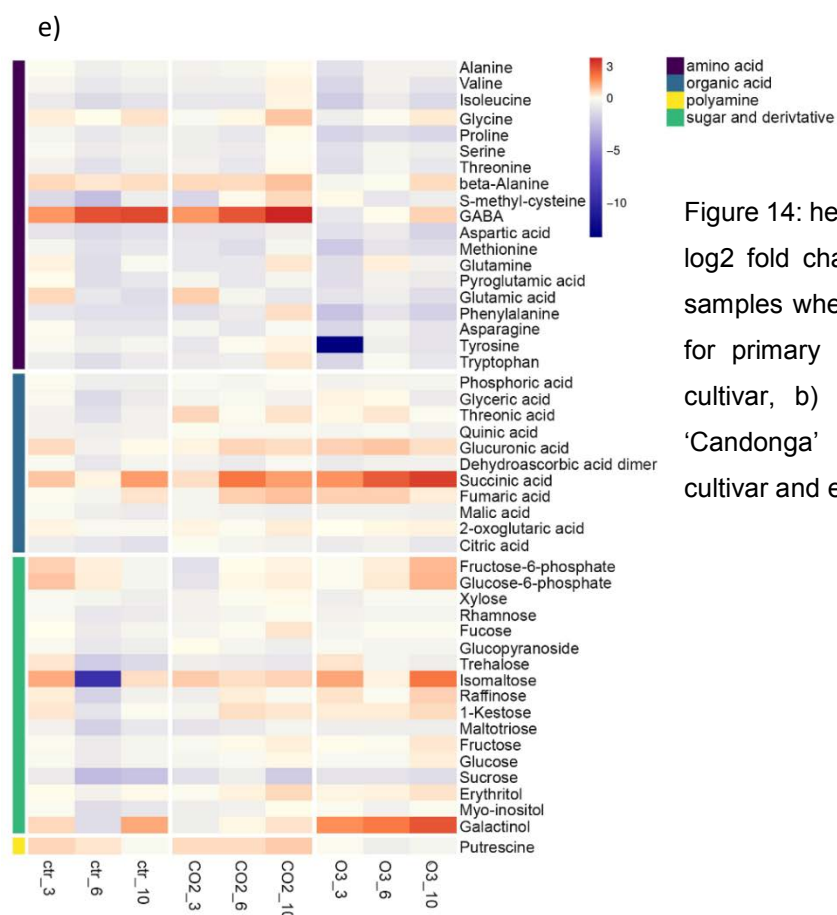 e)
Alanine
Valine
Isoleucine
Glycine
Proline
Serine
Threonine
beta-Alanine
S-methyl-cysteine
GABA
Aspartic acid
Methionine
Glutamine
Pyroglutamic acid
Glutamic acid
Phenylalanine
Asparagine
Tyrosine
Tryptophan
Phosphoric acid
Glyceric acid
Threonic acid
Quinic acid
Glucuronic acid
Dehydroascorbic acid dimer
Succinic acid
Fumaric acid
Malic acid
2-oxoglutaric acid
Citric acid
Fructose-6-phosphate
Glucose-6-phosphate
Xylose
Rhamnose
Fucose
Glucopyranoside
Trehalose
Isomaltose
Raffinose
1-Kestose
Maltotriose
Fructose
Glucose
Sucrose
Erythritol
Myo-inositol
Galactinol
Putrescine
ctr_3
ctr_6
ctr_10
CO2_3
CO2_6
CO2_10
O3_3
O3_6
O3_10
3
0
−5
−10
amino acid
organic acid
polyamine
sugar and derivtative
Figure 14: he
log2 fold cha
samples whe
for primary
cultivar, b)
‘Candonga’
cultivar and e